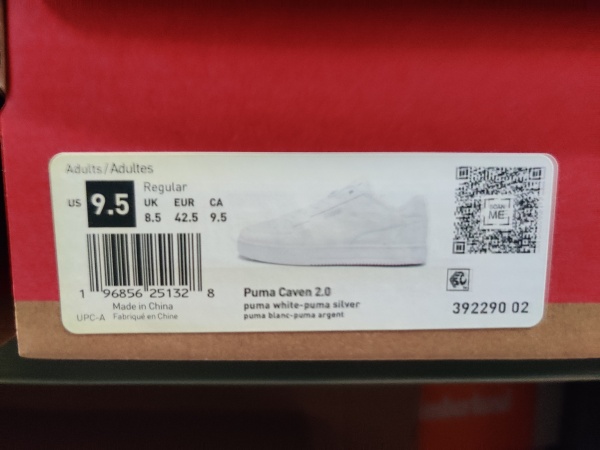 Adults/Adultes
Regular
US 9.5 UK EUR CA
8.5 42.5 9.5
SCAN
ME
1 96856 25132 8
Made in China
UPC-A Fabriqué en Chine
Puma Caven 2.0
puma white-puma silver
puma blanc-puma argent
392290 02